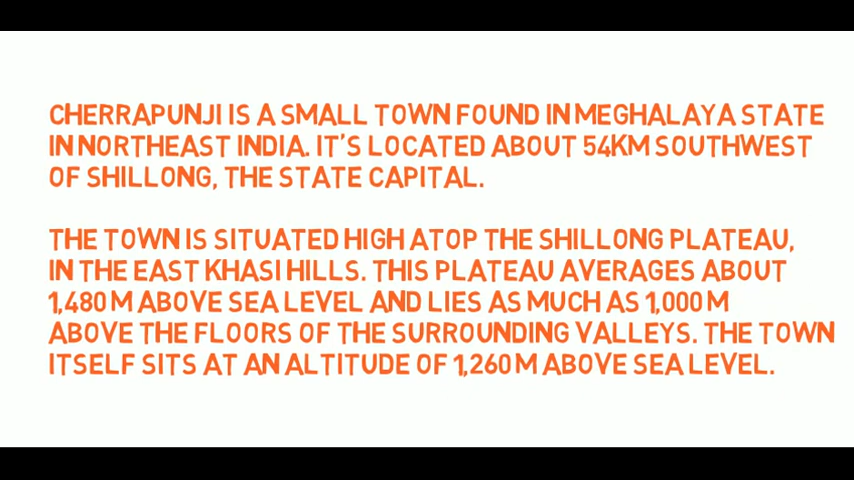 CHERRAPUNJI IS A SMALL TOWN FOUND IN MEGHALAYA STATE
IN NORTHEAST INDIA. IT'S LOCATED ABOUT 54KM SOUTHWEST
OF SHILLONG, THE STATE CAPITAL.
THE TOWN IS SITUATED HIGH ATOP THE SHILLONG PLATEAU,
IN THE EAST KHASI HILLS. THIS PLATEAU AVERAGES ABOUT
1,480 M ABOVE SEA LEVEL AND LIES AS MUCH AS 1,000 M
ABOVE THE FLOORS OF THE SURROUNDING VALLEYS. THE TOWN
ITSELF SITS AT AN ALTITUDE OF 1,260 M ABOVE SEA LEVEL.